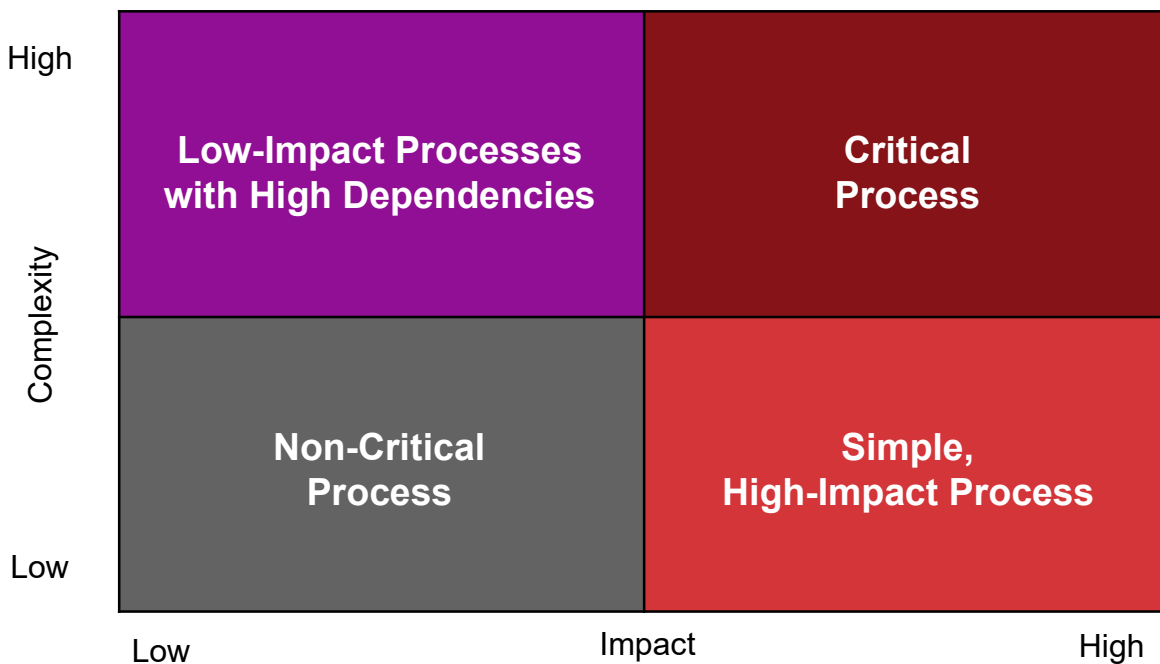 High
Low-Impact Processes
with High Dependencies
Critical
Process
Complexity
Non-Critical
Process
Simple,
High-Impact Process
Low
Low
Impact
High